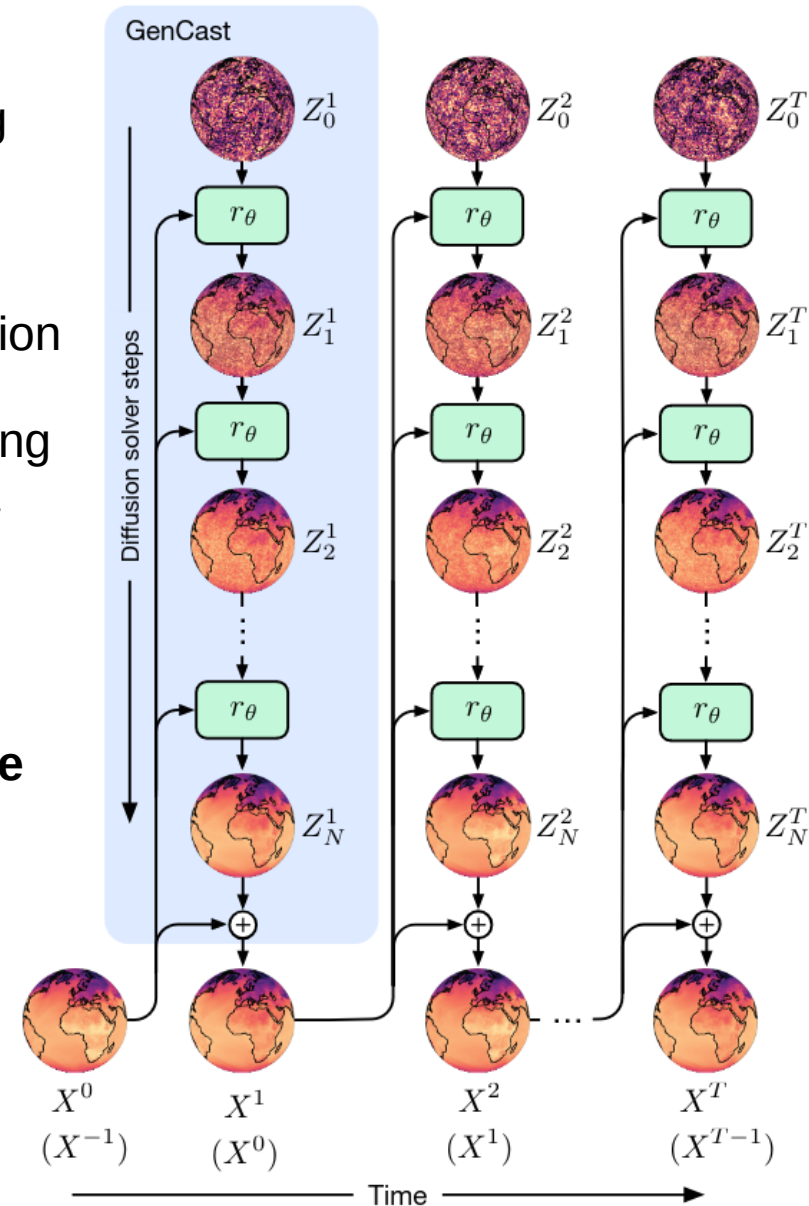 GenCast
g
ion
ng
e
Diffusion solver steps
Z_0^1
Z_0^2
Z_0^T
r_θ
r_θ
r_θ
Z_1^1
Z_1^2
Z_1^T
r_θ
r_θ
r_θ
Z_2^1
Z_2^2
Z_2^T
⋮
⋮
⋮
r_θ
r_θ
r_θ
Z_N^1
Z_N^2
Z_N^T
+
+
+
...
X^0
X^1
X^2
X^T
(X^{-1})
(X^0)
(X^1)
(X^{T-1})
Time